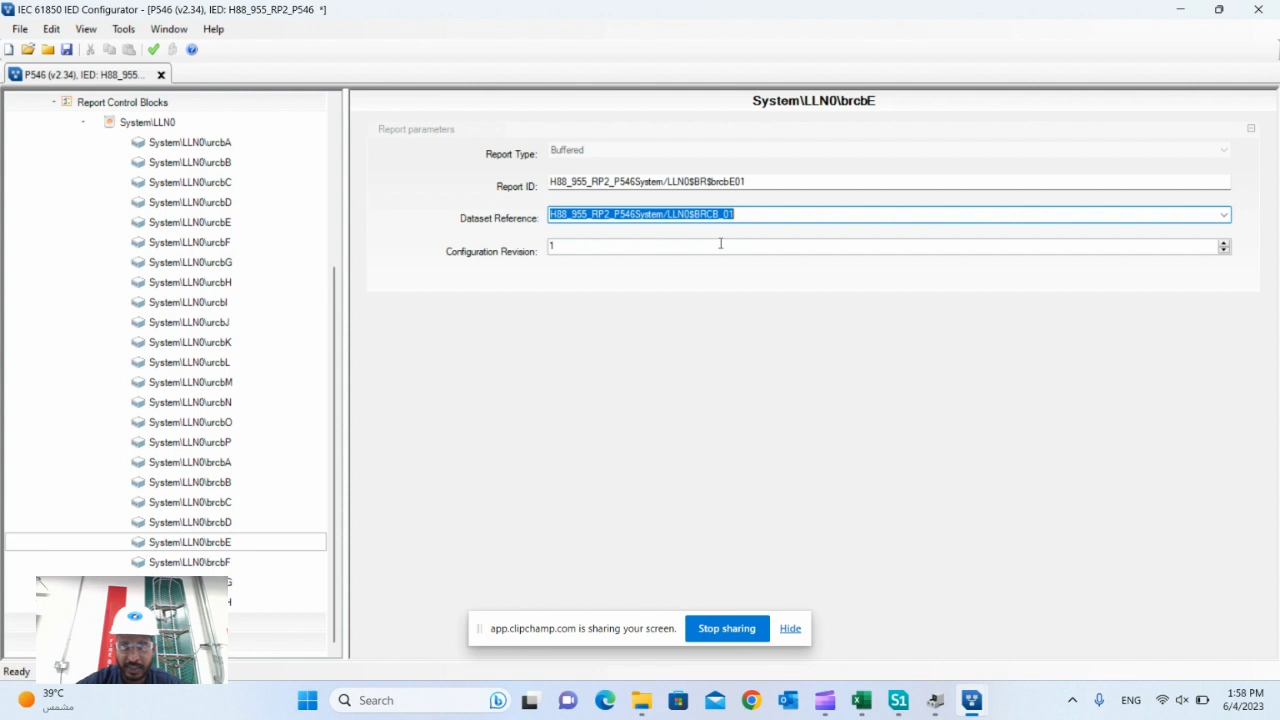 IEC 61850 IED Configurator - [P546 (v2.34), IED: H88_955_RP2_P546 *]
File Edit View Tools Window Help
P546 (v2.34), IED: H88_955...
Report Control Blocks
System\LLN0
System\LLN0\urcbA
System\LLN0\urcbB
System\LLN0\urcbC
System\LLN0\urcbD
System\LLN0\urcbE
System\LLN0\urcbF
System\LLN0\urcbG
System\LLN0\urcbH
System\LLN0\urcbI
System\LLN0\urcbJ
System\LLN0\urcbK
System\LLN0\urcbL
System\LLN0\urcbM
System\LLN0\urcbN
System\LLN0\urcbO
System\LLN0\urcbP
System\LLN0\brcbA
System\LLN0\brcbB
System\LLN0\brcbC
System\LLN0\brcbD
System\LLN0\brcbE
System\LLN0\brcbF
G
H
System\LLN0\brcbE
Report parameters
Report Type: Buffered
Report ID: H88_955_RP2_P546System/LLN0$BR$brcbE01
Dataset Reference: H88_955_RP2_P546System/LLN0$BRCB_01
Configuration Revision: 1
app.clipchamp.com is sharing your screen. Stop sharing Hide
Ready
39°C
مشمس
Search
ENG
1:58 PM
6/4/2023